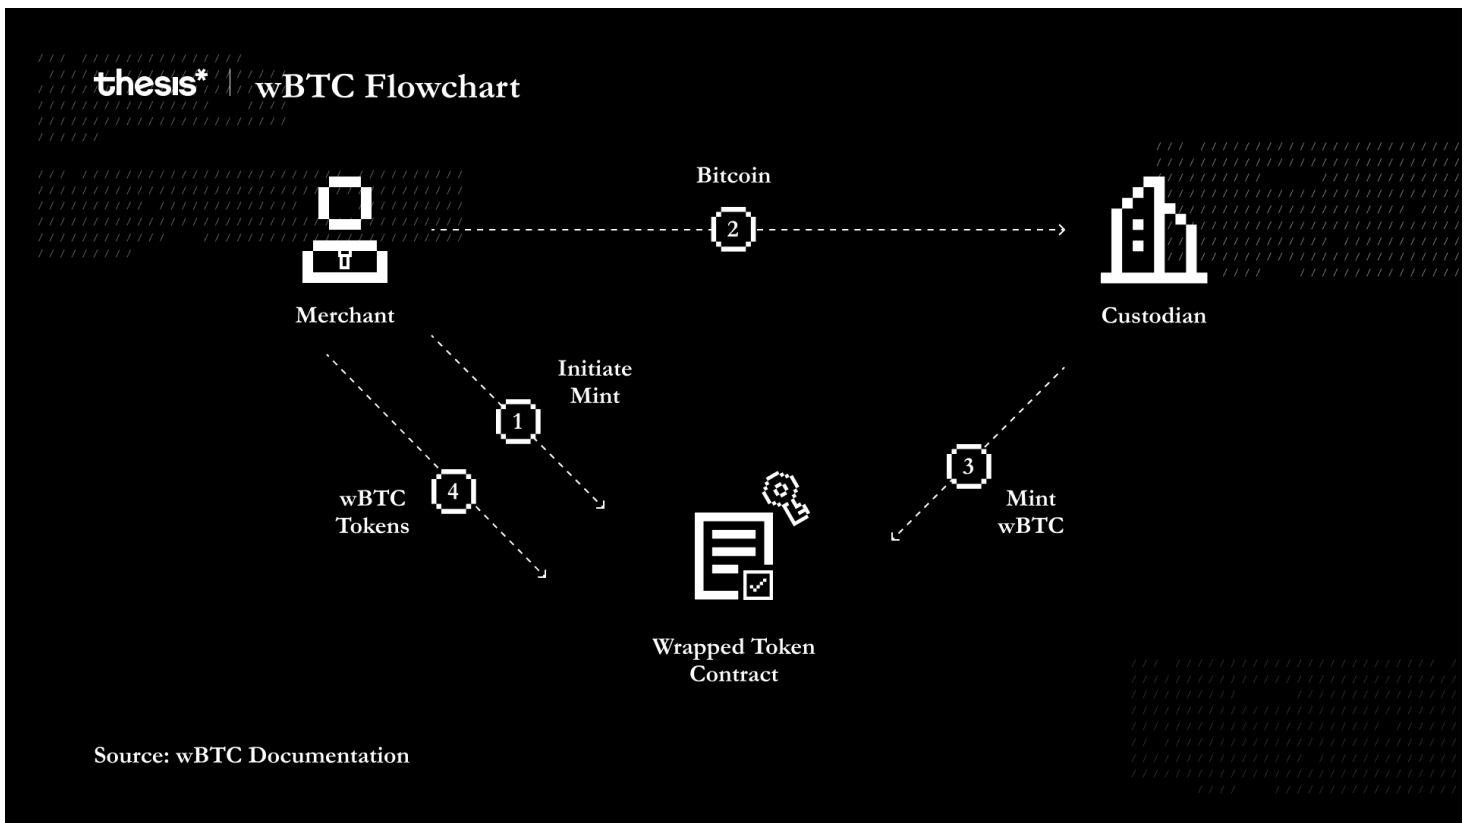 thesis* | wBTC Flowchart
Bitcoin
2
Merchant
Custodian
Initiate
Mint
1
wBTC
Tokens
4
3
Mint
wBTC
Wrapped Token
Contract
Source: wBTC Documentation